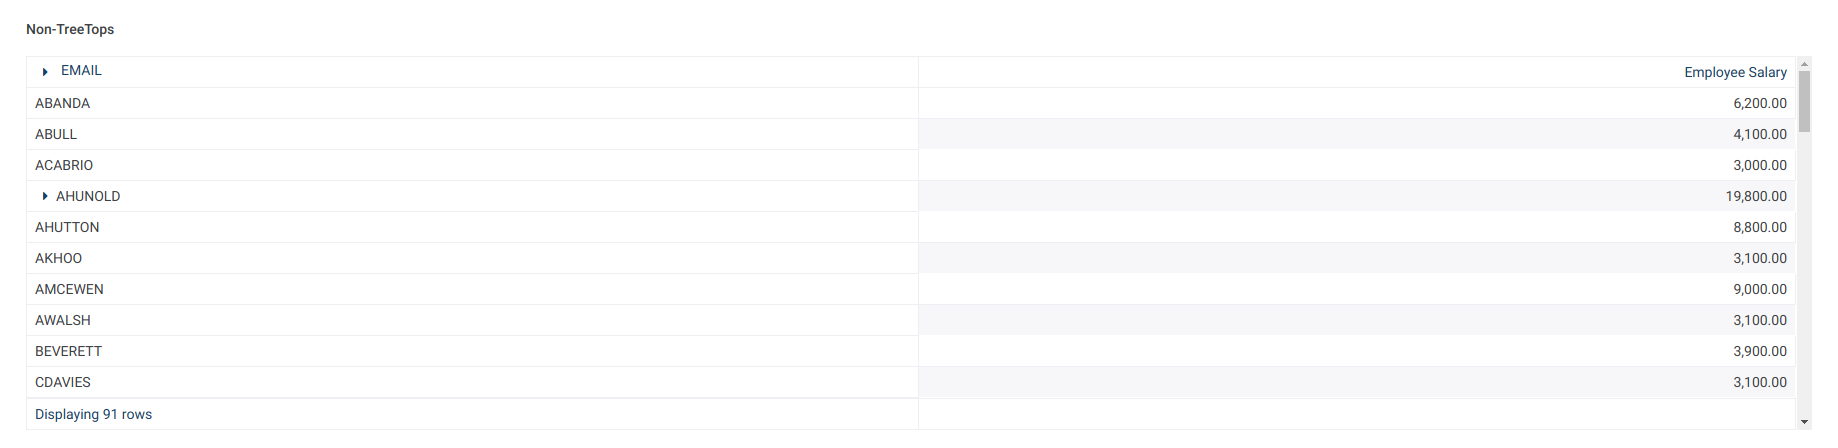 Non-TreeTops
EMAIL Employee Salary
ABANDA 6,200.00
ABULL 4,100.00
ACABRIO 3,000.00
AHUNOLD 19,800.00
AHUTTON 8,800.00
AKHOO 3,100.00
AMCEWEN 9,000.00
AWALSH 3,100.00
BEVERETT 3,900.00
CDAVIES 3,100.00
Displaying 91 rows